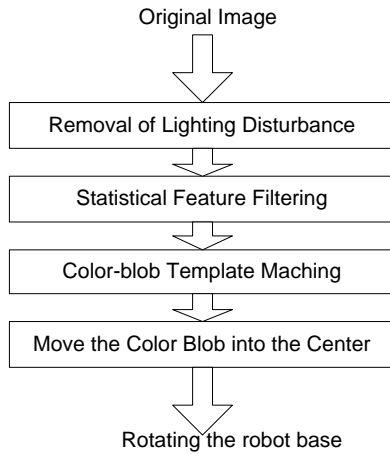 Original Image
Removal of Lighting Disturbance
Statistical Feature Filtering
Color-blob Template Maching
Move the Color Blob into the Center
Rotating the robot base